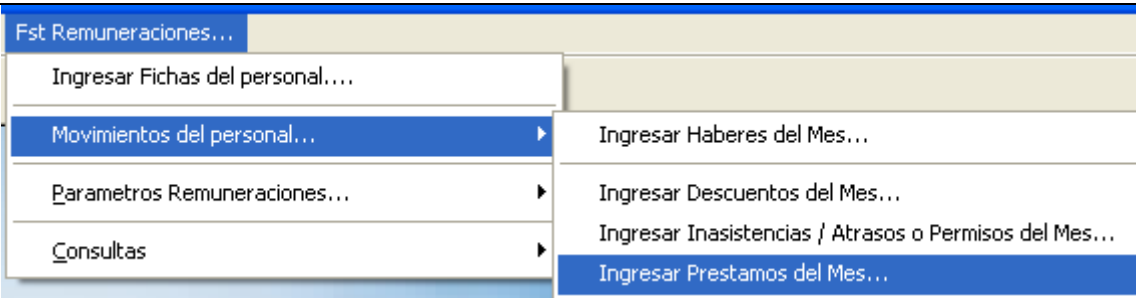 Fst Remuneraciones...
Ingresar Fichas del personal....
Movimientos del personal...
Parametros Remuneraciones...
Consultas
Ingresar Haberes del Mes...
Ingresar Descuentos del Mes...
Ingresar Inasistencias / Atrasos o Permisos del Mes...
Ingresar Prestamos del Mes...